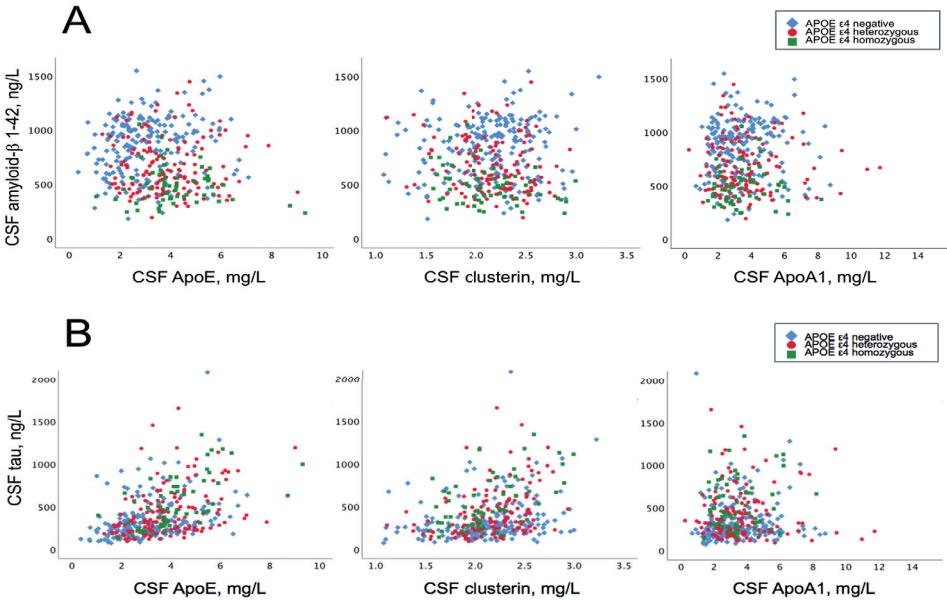 A
APOE ε4 negative
APOE ε4 heterozygous
APOE ε4 homozygous
CSF amyloid-β 1-42, ng/L
1500
1000
500
0
0 2 4 6 8 10
CSF ApoE, mg/L
1500
1000
500
0
1.0 1.5 2.0 2.5 3.0 3.5
CSF clusterin, mg/L
1500
1000
500
0
0 2 4 6 8 10 12 14
CSF ApoA1, mg/L
B
APOE ε4 negative
APOE ε4 heterozygous
APOE ε4 homozygous
CSF tau, ng/L
2000
1500
1000
500
0
0 2 4 6 8 10
CSF ApoE, mg/L
2000
1500
1000
500
0
1.0 1.5 2.0 2.5 3.0 3.5
CSF clusterin, mg/L
2000
1500
1000
500
0
0 2 4 6 8 10 12 14
CSF ApoA1, mg/L